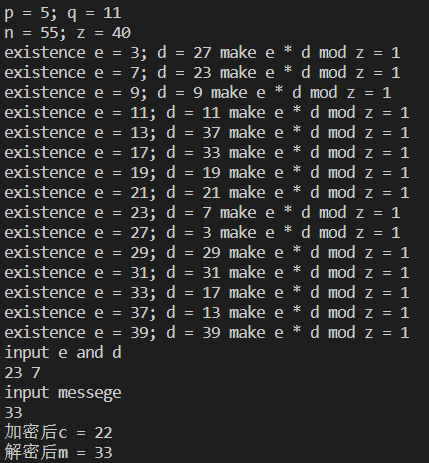 p = 5; q = 11
n = 55; z = 40
existence e = 3; d = 27 make e * d mod z = 1
existence e = 7; d = 23 make e * d mod z = 1
existence e = 9; d = 9 make e * d mod z = 1
existence e = 11; d = 11 make e * d mod z = 1
existence e = 13; d = 37 make e * d mod z = 1
existence e = 17; d = 33 make e * d mod z = 1
existence e = 19; d = 19 make e * d mod z = 1
existence e = 21; d = 21 make e * d mod z = 1
existence e = 23; d = 7 make e * d mod z = 1
existence e = 27; d = 3 make e * d mod z = 1
existence e = 29; d = 29 make e * d mod z = 1
existence e = 31; d = 31 make e * d mod z = 1
existence e = 33; d = 17 make e * d mod z = 1
existence e = 37; d = 13 make e * d mod z = 1
existence e = 39; d = 39 make e * d mod z = 1
input e and d
23 7
input messege
33
加密后c = 22
解密后m = 33